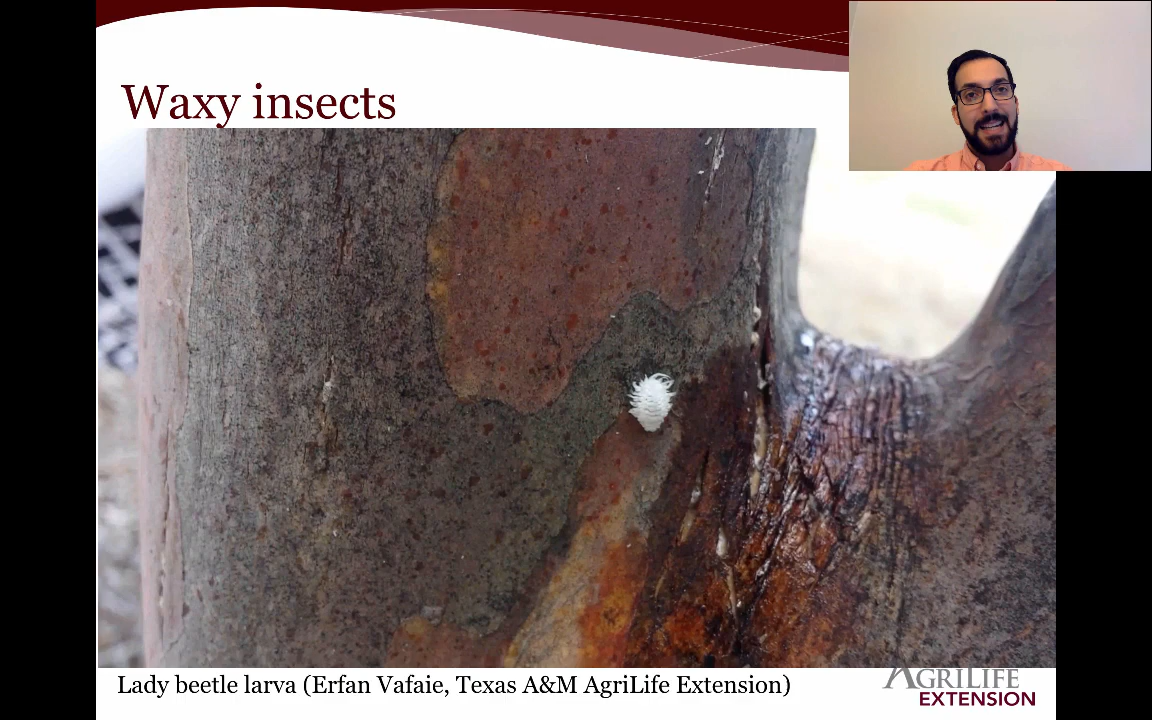 Waxy insects
Lady beetle larva (Erfan Vafaie, Texas A&M AgriLife Extension)
AGRILIFE
EXTENSION